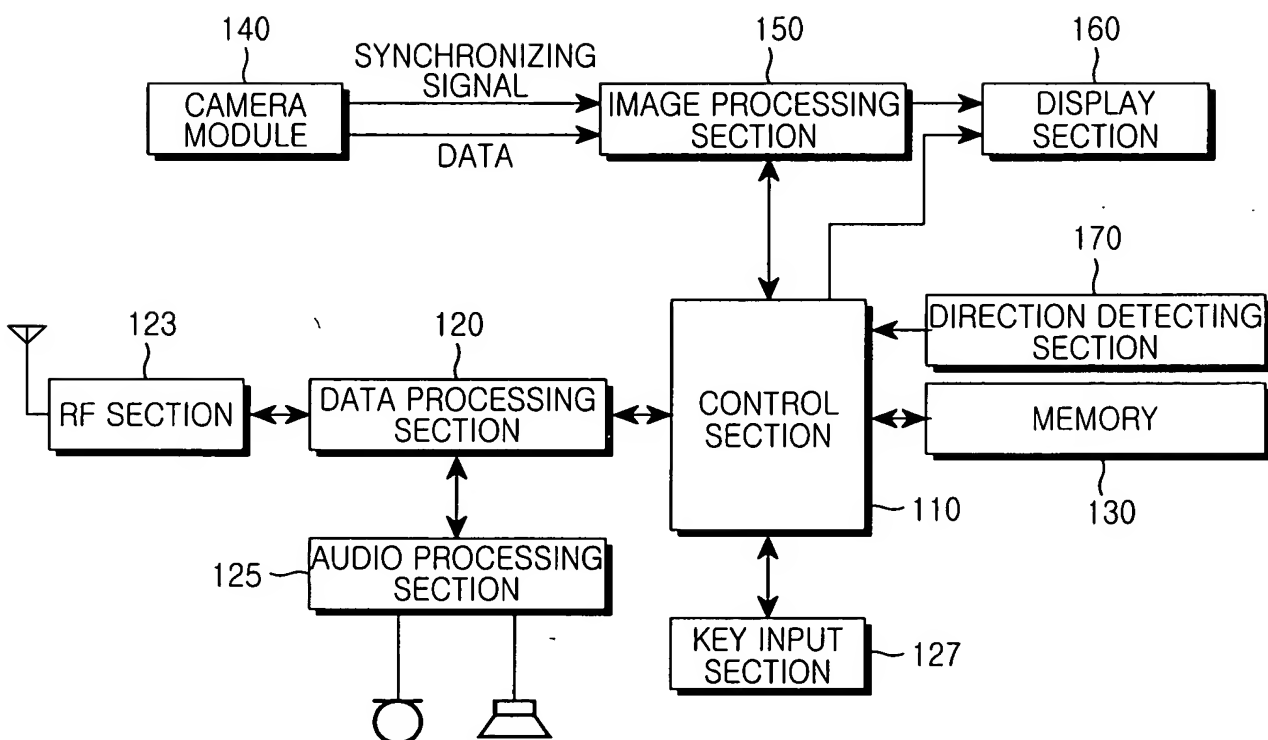 140
150
160
SYNCHRONIZING
SIGNAL
CAMERA
MODULE
IMAGE PROCESSING
SECTION
DISPLAY
SECTION
DATA
170
DIRECTION DETECTING
SECTION
123
120
RF SECTION
DATA PROCESSING
SECTION
CONTROL
SECTION
MEMORY
110
130
125
AUDIO PROCESSING
SECTION
KEY INPUT
SECTION
127